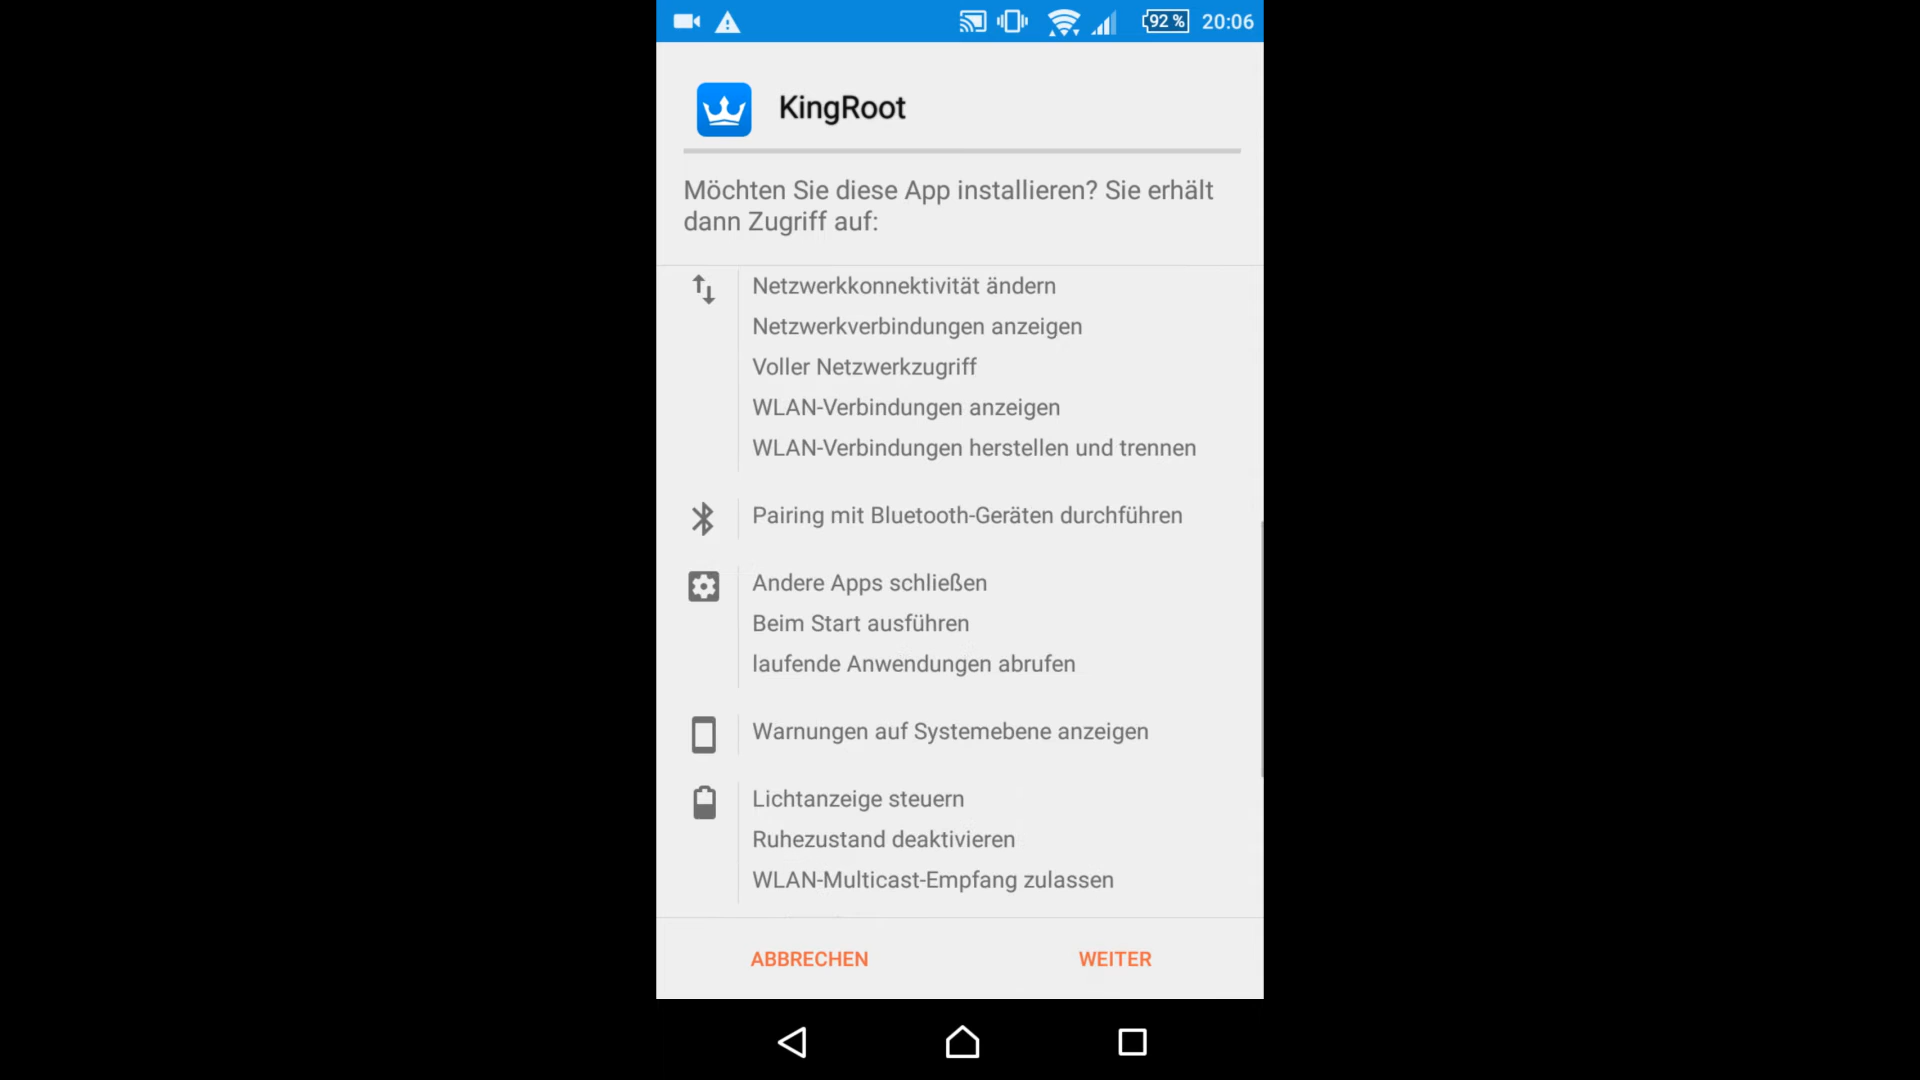 92 % 20:06
KingRoot
Möchten Sie diese App installieren? Sie erhält
dann Zugriff auf:
Netzwerkkonnektivität ändern
Netzwerkverbindungen anzeigen
Voller Netzwerkzugriff
WLAN-Verbindungen anzeigen
WLAN-Verbindungen herstellen und trennen
Pairing mit Bluetooth-Geräten durchführen
Andere Apps schließen
Beim Start ausführen
laufende Anwendungen abrufen
Warnungen auf Systemebene anzeigen
Lichtanzeige steuern
Ruhezustand deaktivieren
WLAN-Multicast-Empfang zulassen
ABBRECHEN WEITER